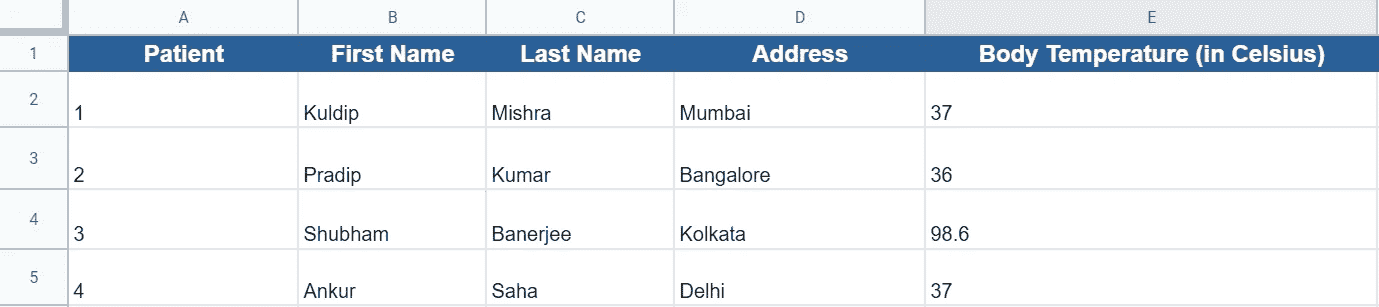 A B C D E
1 Patient First Name Last Name Address Body Temperature (in Celsius)
2 1 Kuldip Mishra Mumbai 37
3 2 Pradip Kumar Bangalore 36
4 3 Shubham Banerjee Kolkata 98.6
5 4 Ankur Saha Delhi 37